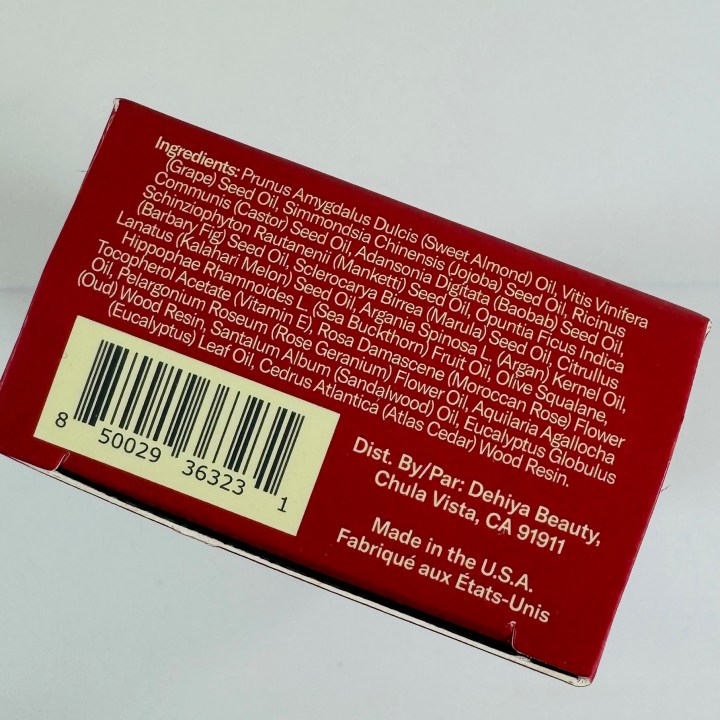 Ingredients: Prunus Amygdalus Dulcis (Sweet Almond) Oil, Vitis Vinifera
(Grape) Seed Oil, Simmondsia Chinensis (Jojoba) Seed Oil, Ricinus
Communis (Castor) Seed Oil, Adansonia Digitata (Baobab) Seed Oil,
Schinziophyton Rautanenii (Manketti) Seed Oil, Opuntia Ficus Indica
(Barbary Fig) Seed Oil, Sclerocarya Birrea (Marula) Seed Oil, Citrullus
Lanatus (Kalahari Melon) Seed Oil, Argania Spinosa L. (Argan) Kernel Oil,
Hippophae Rhamnoides L. (Sea Buckthorn) Fruit Oil, Olive Squalane,
Tocopherol Acetate (Vitamin E), Rosa Damascene (Moroccan Rose) Flower
Oil, Pelargonium Roseum (Rose Geranium) Flower Oil, Aquilaria Agallocha
(Oud) Wood Resin, Santalum Album (Sandalwood) Oil, Eucalyptus Globulus
(Eucalyptus) Leaf Oil, Cedrus Atlantica (Atlas Cedar) Wood Resin.
8 50029 36323 1
Dist. By/Par: Dehiya Beauty,
Chula Vista, CA 91911
Made in the U.S.A.
Fabriqué aux États-Unis